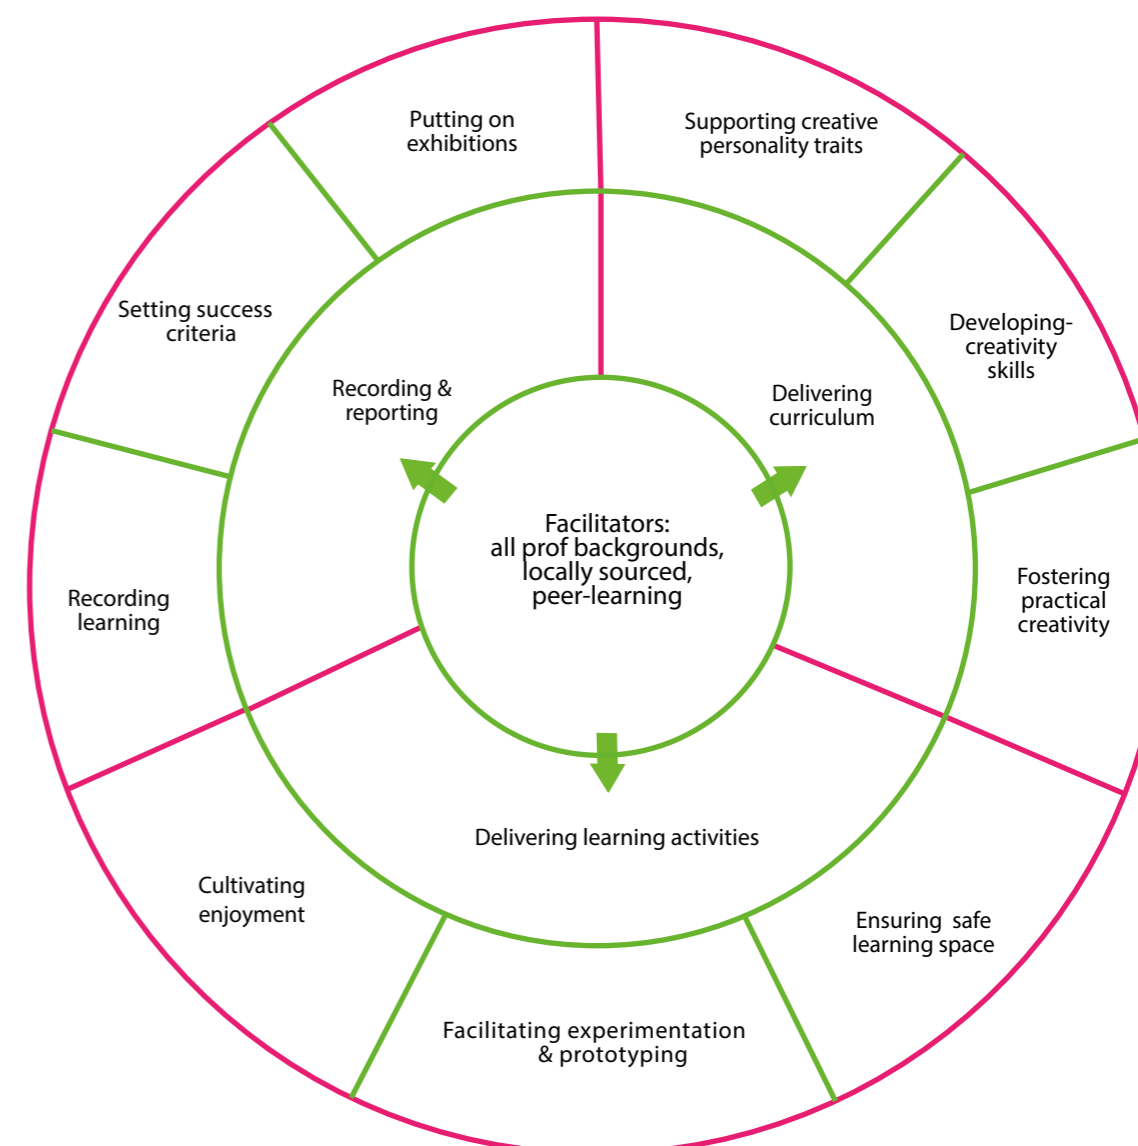 Putting on
exhibitions
Supporting creative
personality traits
Setting success
criteria
Developing-
creativity
skills
Recording &
reporting
Delivering
curriculum
Facilitators:
all prof backgrounds,
locally sourced,
peer-learning
Recording
learning
Fostering
practical
creativity
Delivering learning activities
Cultivating
enjoyment
Ensuring safe
learning space
Facilitating experimentation
& prototyping